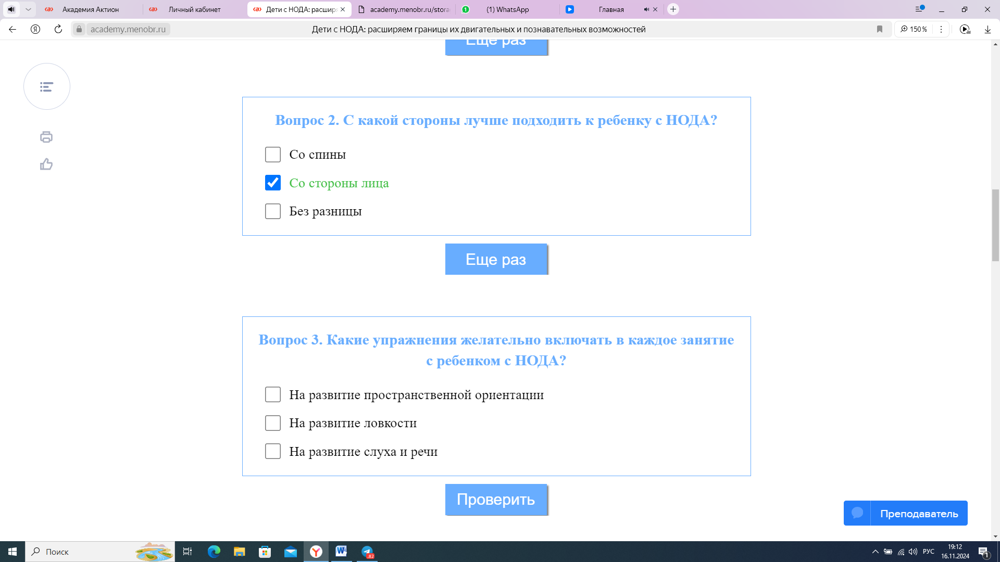 Академия Актион
Личный кабинет
Дети с НОДА: расшир
academy.menobr.ru/stora
(1) WhatsApp
Главная
academy.menobr.ru
Дети с НОДА: расширяем границы их двигательных и познавательных возможностей
150 %
Еще раз
Вопрос 2. С какой стороны лучше подходить к ребенку с НОДА?
Со спины
Со стороны лица
Без разницы
Еще раз
Вопрос 3. Какие упражнения желательно включать в каждое занятие
с ребенком с НОДА?
На развитие пространственной ориентации
На развитие ловкости
На развитие слуха и речи
Проверить
Преподаватель
Поиск
82
РУС
19:12
16.11.2024
1